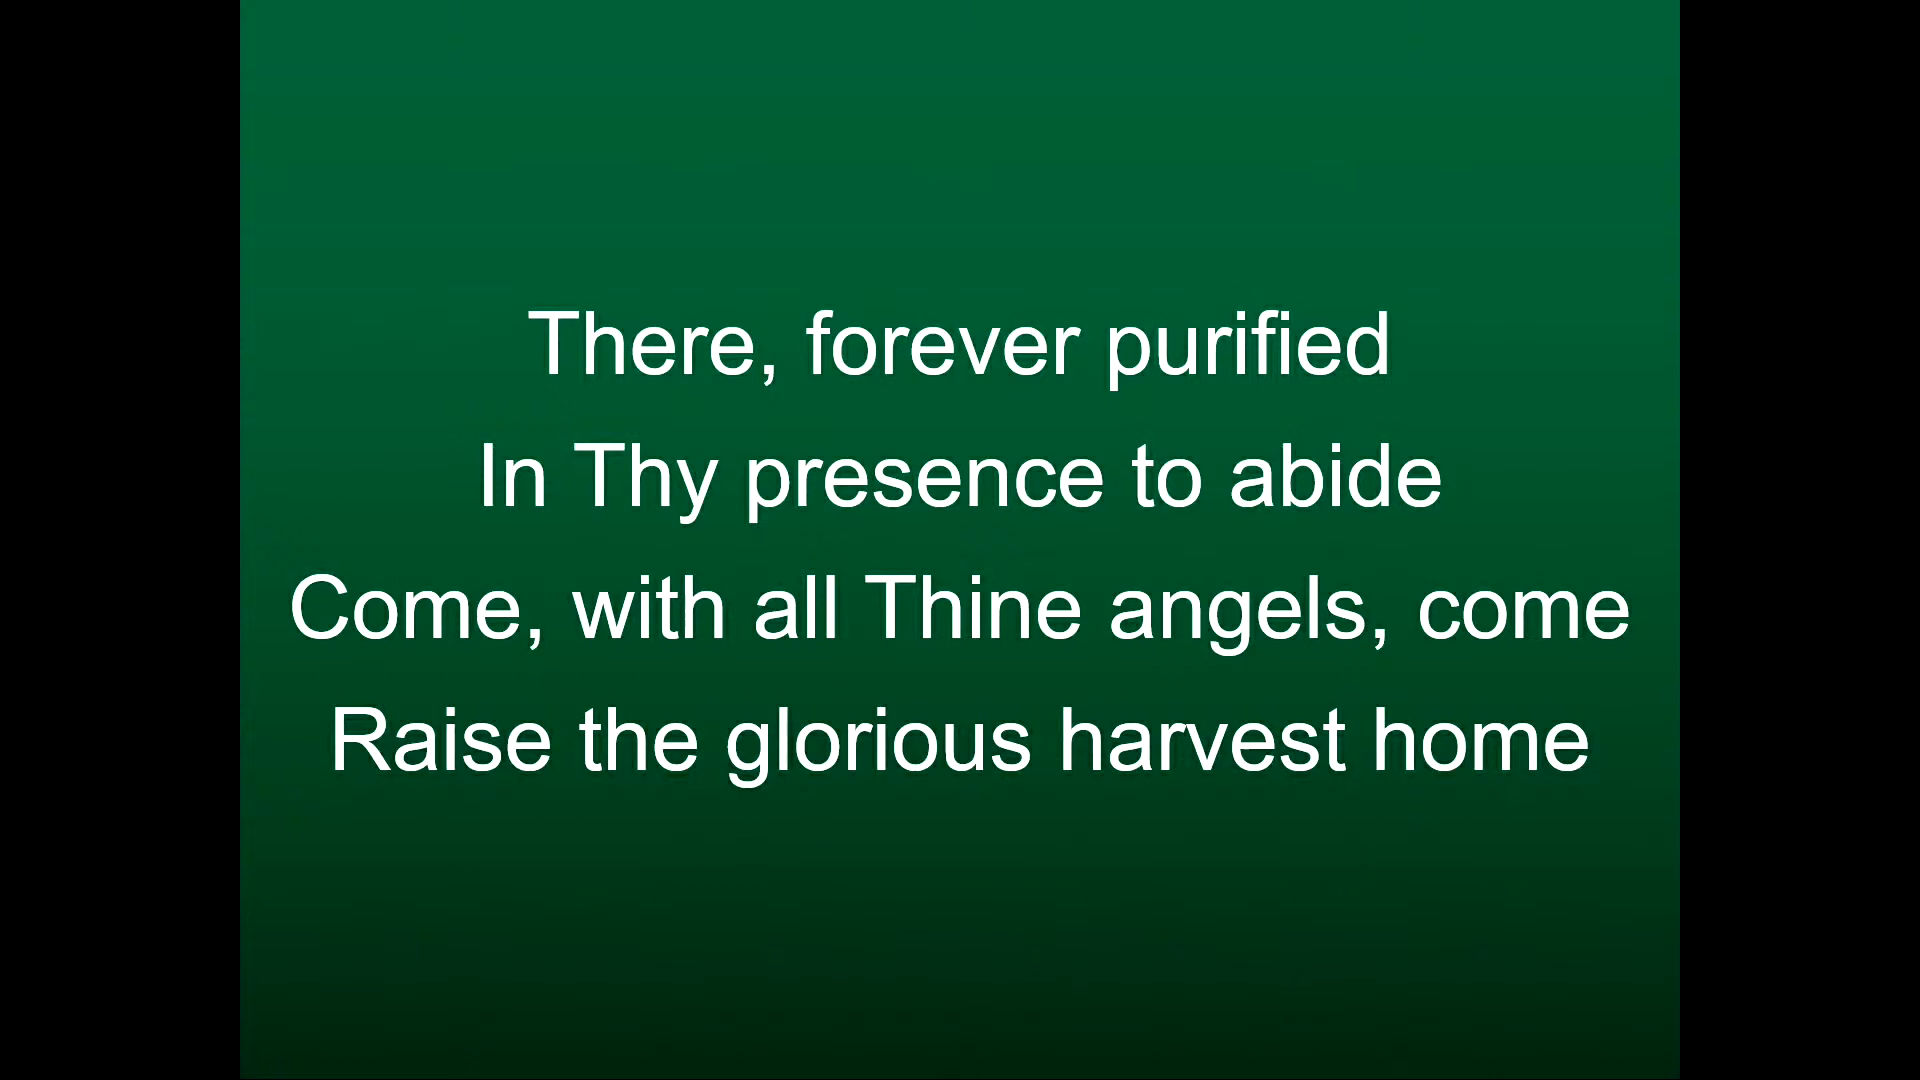 There, forever purified
In Thy presence to abide
Come, with all Thine angels, come
Raise the glorious harvest home